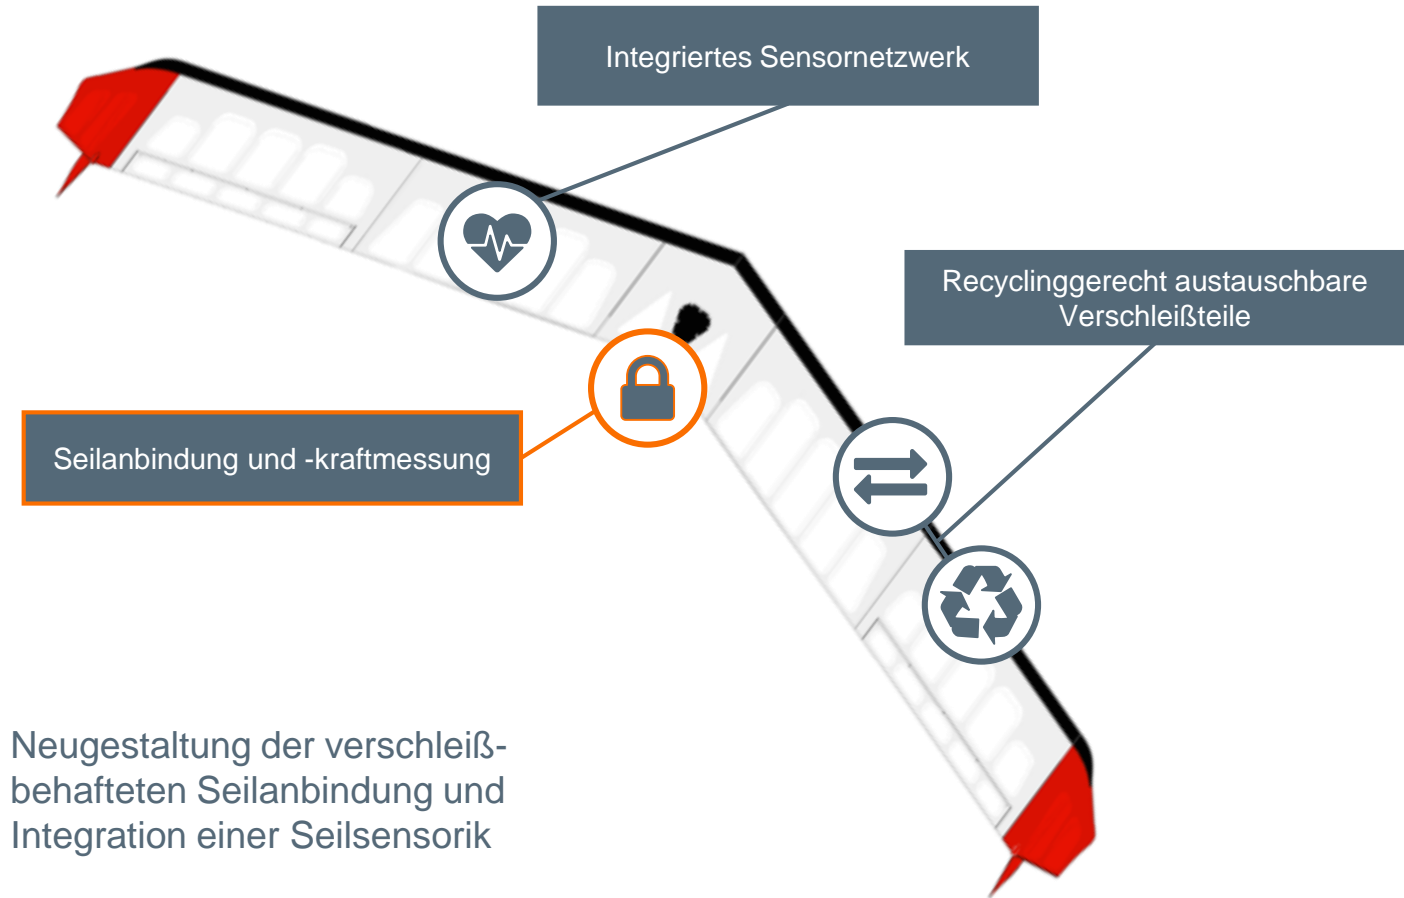 Integriertes Sensornetzwerk
Recyclinggerecht austauschbare
Verschleißteile
Seilanbindung und -kraftmessung
Neugestaltung der verschleiß-
behafteten Seilanbindung und
Integration einer Seilsensorik